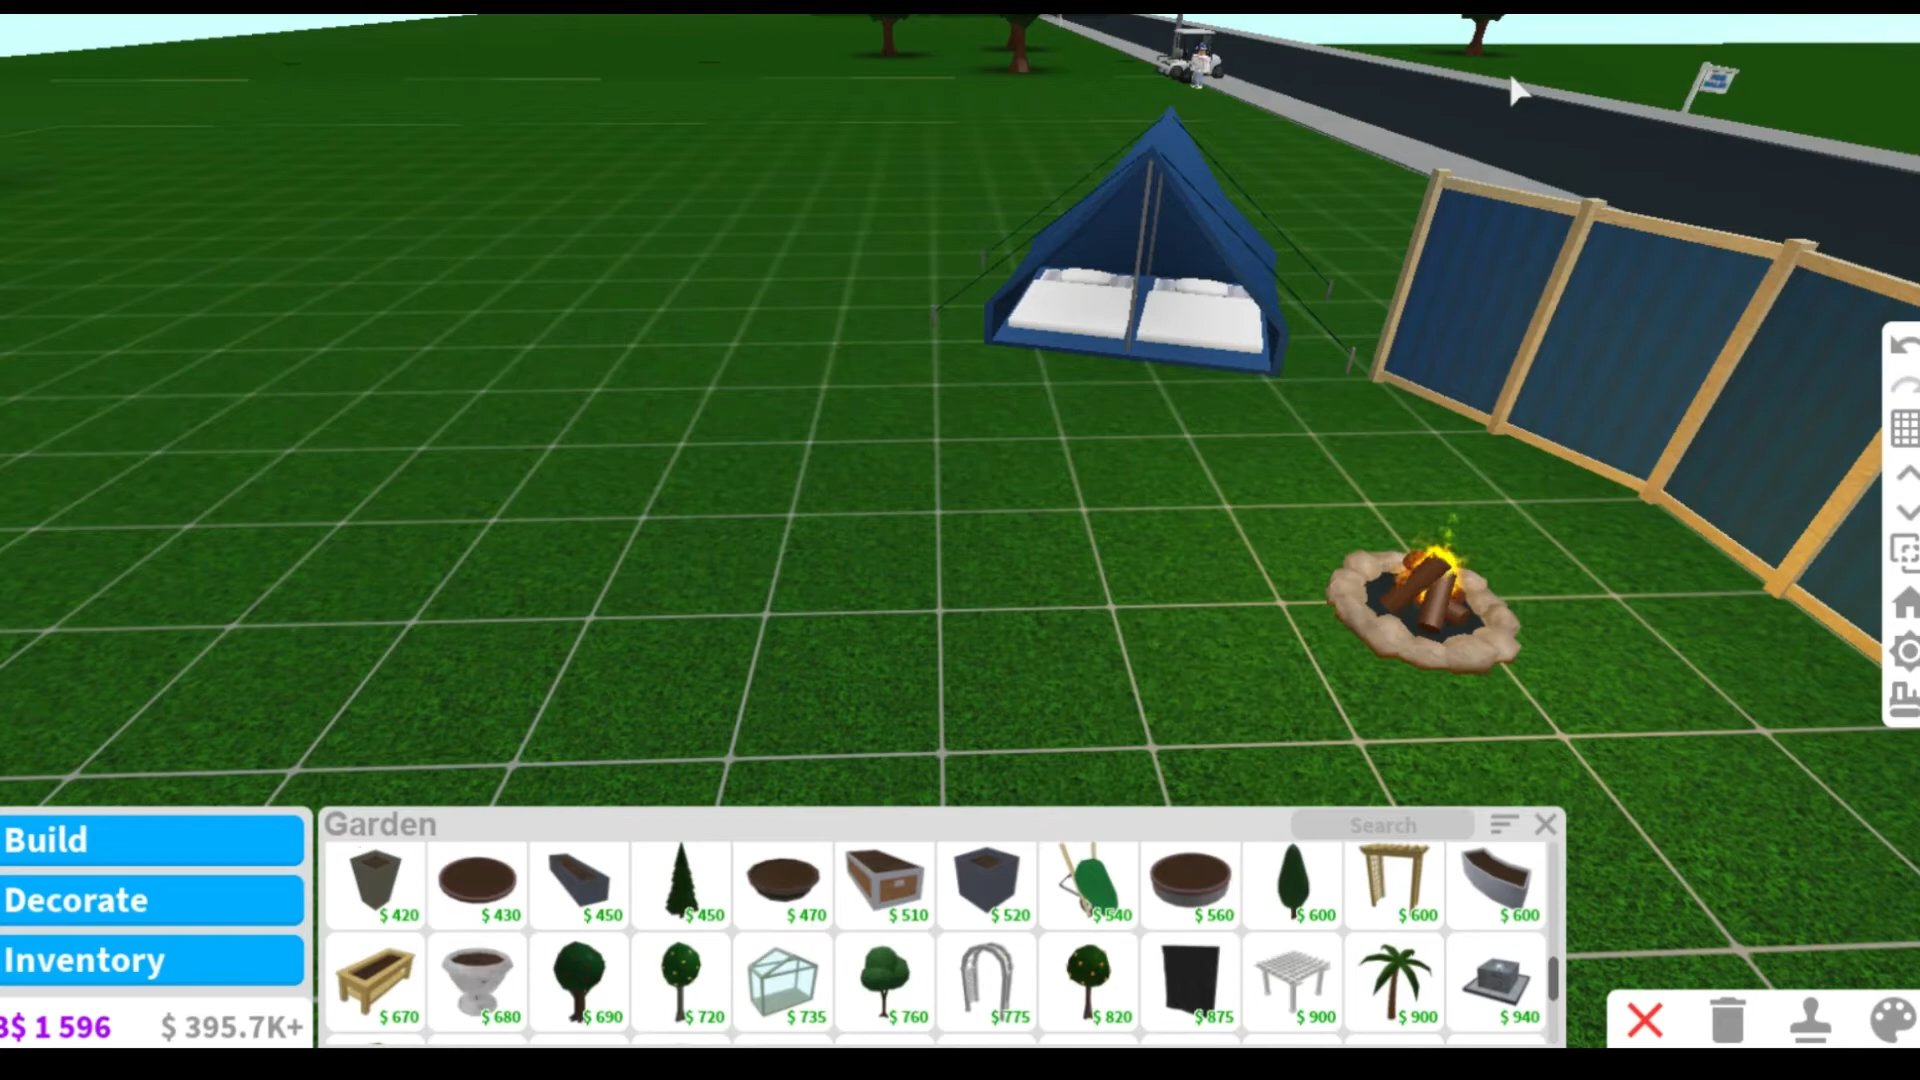 Garden
Search
Build
$ 420 $ 430 $ 450 $ 450 $ 470 $ 510 $ 520 $ 540 $ 560 $ 600 $ 600 $ 600
Decorate
Inventory
$ 670 $ 680 $ 690 $ 720 $ 735 $ 760 $ 775 $ 820 $ 875 $ 900 $ 900 $ 940
B$ 1 596 $ 395.7K+